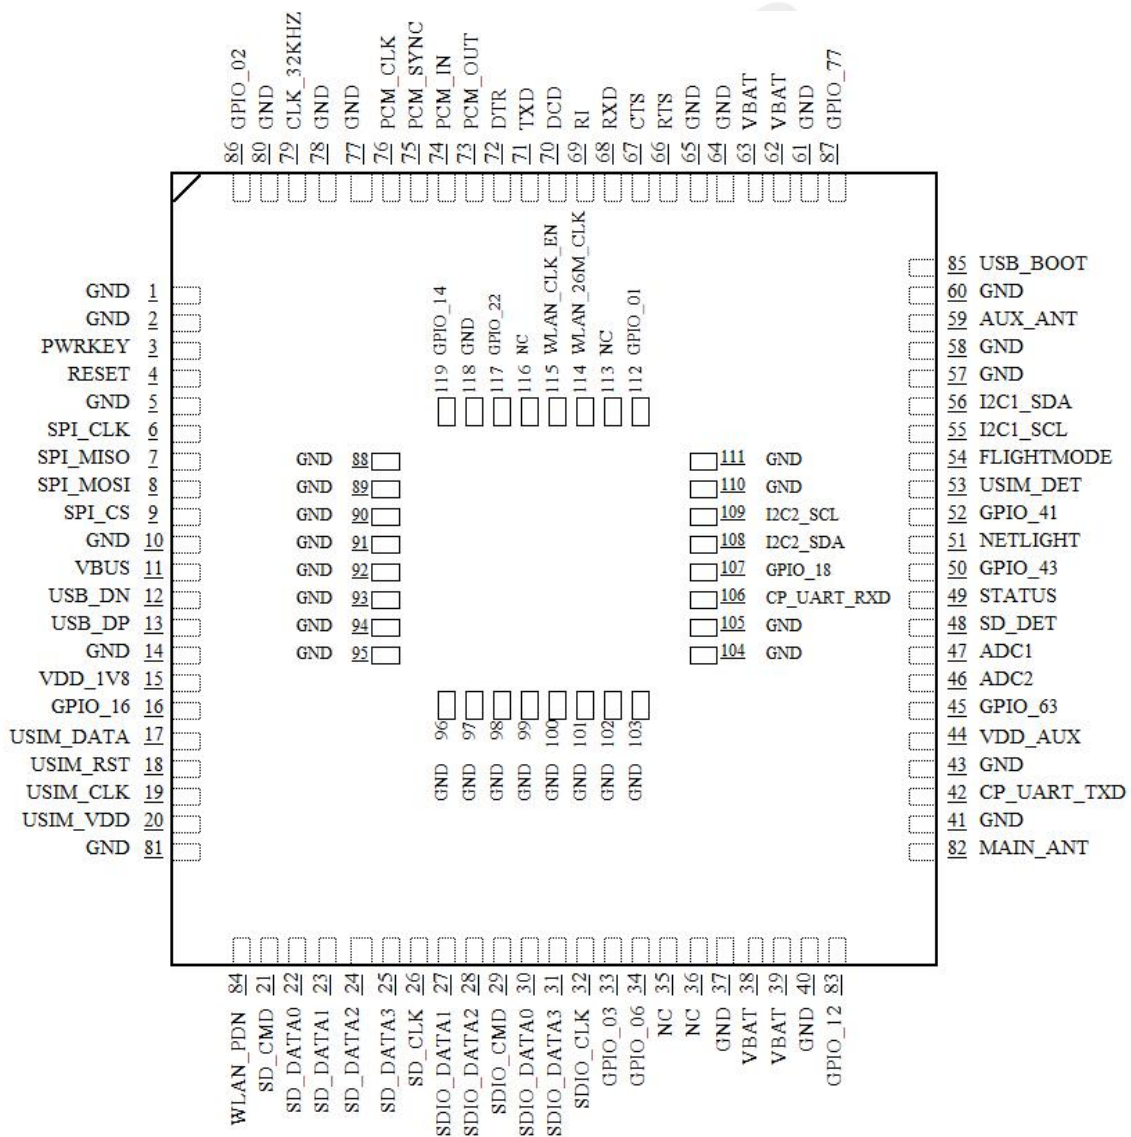 86 GPIO_02
80 GND
79 CLK_32KHZ
78 GND
77 GND
76 PCM_CLK
75 PCM_SYNC
74 PCM_IN
73 PCM_OUT
72 DTR
71 TXD
70 DCD
69 RI
68 RXD
67 CTS
66 RTS
65 GND
64 GND
63 VBAT
62 VBAT
61 GND
87 GPIO_77
GND 1
GND 2
PWRKEY 3
RESET 4
GND 5
SPI_CLK 6
SPI_MISO 7
SPI_MOSI 8
SPI_CS 9
GND 10
VBUS 11
USB_DN 12
USB_DP 13
GND 14
VDD_1V8 15
GPIO_16 16
USIM_DATA 17
USIM_RST 18
USIM_CLK 19
USIM_VDD 20
GND 81
119 GPIO_14
118 GND
117 GPIO_22
116 NC
115 WLAN_CLK_EN
114 WLAN_26M_CLK
113 NC
112 GPIO_01
GND 88
GND 89
GND 90
GND 91
GND 92
GND 93
GND 94
GND 95
111 GND
110 GND
109 I2C2_SCL
108 I2C2_SDA
107 GPIO_18
106 CP_UART_RXD
105 GND
104 GND
GND 96
GND 97
GND 98
GND 99
GND 100
GND 101
GND 102
GND 103
85 USB_BOOT
60 GND
59 AUX_ANT
58 GND
57 GND
56 I2C1_SDA
55 I2C1_SCL
54 FLIGHTMODE
53 USIM_DET
52 GPIO_41
51 NETLIGHT
50 GPIO_43
49 STATUS
48 SD_DET
47 ADC1
46 ADC2
45 GPIO_63
44 VDD_AUX
43 GND
42 CP_UART_TXD
41 GND
82 MAIN_ANT
WLAN_PDN 84
SD_CMD 21
SD_DATA0 22
SD_DATA1 23
SD_DATA2 24
SD_DATA3 25
SD_CLK 26
SDIO_DATA1 27
SDIO_DATA2 28
SDIO_CMD 29
SDIO_DATA0 30
SDIO_DATA3 31
SDIO_CLK 32
GPIO_03 33
GPIO_06 34
NC 35
NC 36
GND 37
VBAT 38
VBAT 39
GND 40
GPIO_12 83